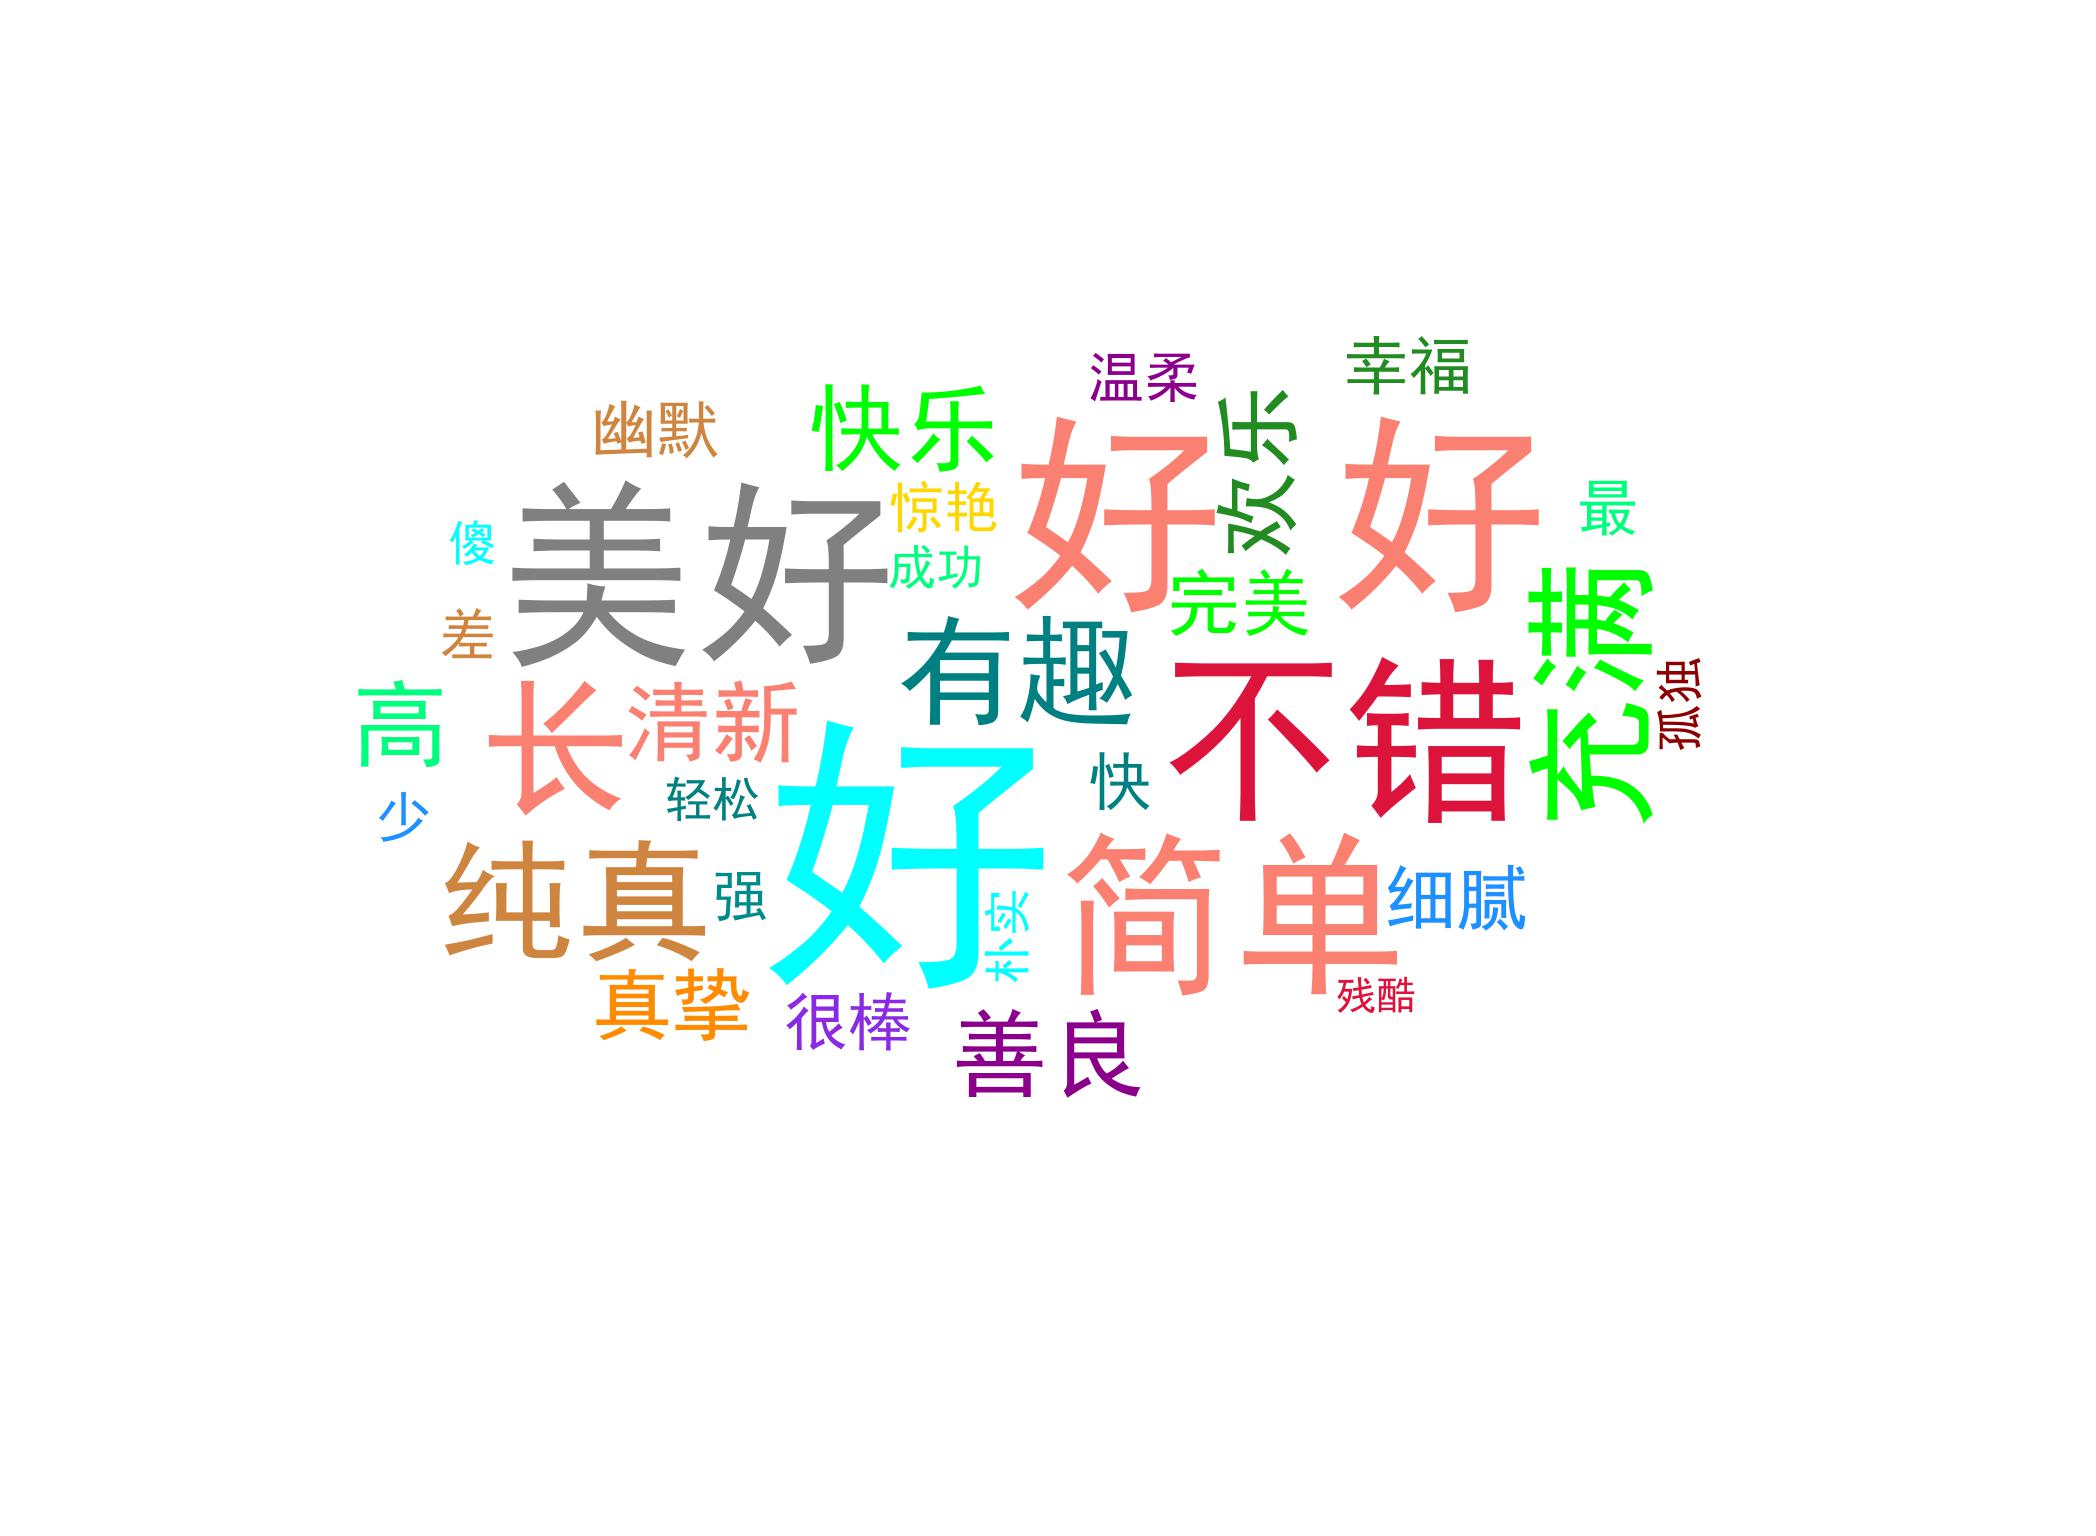 温柔
幸福
幽默
快乐
欢乐
好
好
惊艳
美好
最
傻
成功
完美
充满
差
有趣
不错
孤独
高
长
清新
好
快
轻松
少
纯真
强
朴实
简单
细腻
真挚
很棒
残酷
善良